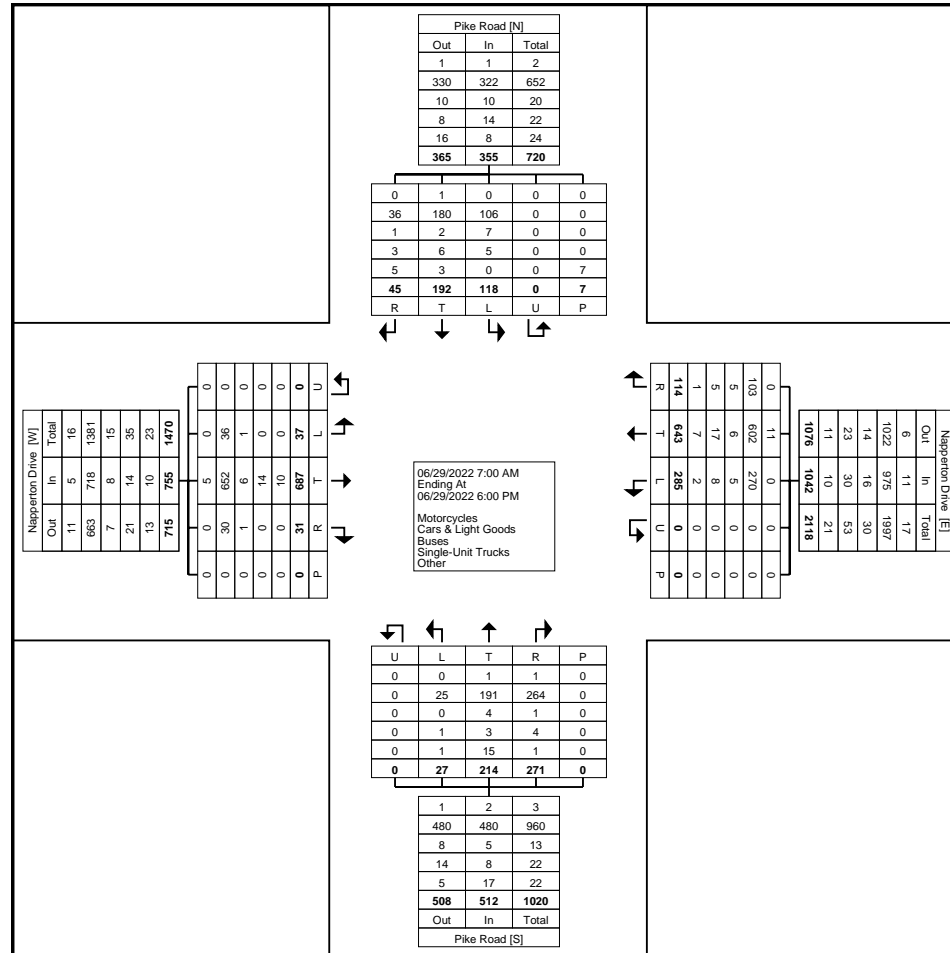 Pike Road [N]
Out In Total
1 1 2
330 322 652
10 10 20
8 14 22
16 8 24
365 355 720
0 1 0 0 0
36 180 106 0 0
1 2 7 0 0
3 6 5 0 0
5 3 0 0 7
45 192 118 0 7
R T L U P
Napperton Drive [W]
Out In Total
11 5 16
663 718 1381
7 8 15
21 14 35
13 10 23
715 755 1470
0 0 5 0 0
0 30 652 36 0
0 1 6 1 0
0 0 14 0 0
0 0 10 0 0
0 31 687 37 0
P R T L U
06/29/2022 7:00 AM
Ending At
06/29/2022 6:00 PM
Motorcycles
Cars & Light Goods
Buses
Single-Unit Trucks
Other
Napperton Drive [E]
Out In Total
6 11 17
1022 975 1997
14 16 30
23 30 53
11 10 21
1076 1042 2118
0 11 0 0 0
103 602 270 0 0
5 6 5 0 0
5 17 8 0 0
1 7 2 0 0
114 643 285 0 0
R T L U P
U L T R P
0 0 1 1 0
0 25 191 264 0
0 0 4 1 0
0 1 3 4 0
0 1 15 1 0
0 27 214 271 0
1 2 3
480 480 960
8 5 13
14 8 22
5 17 22
508 512 1020
Out In Total
Pike Road [S]